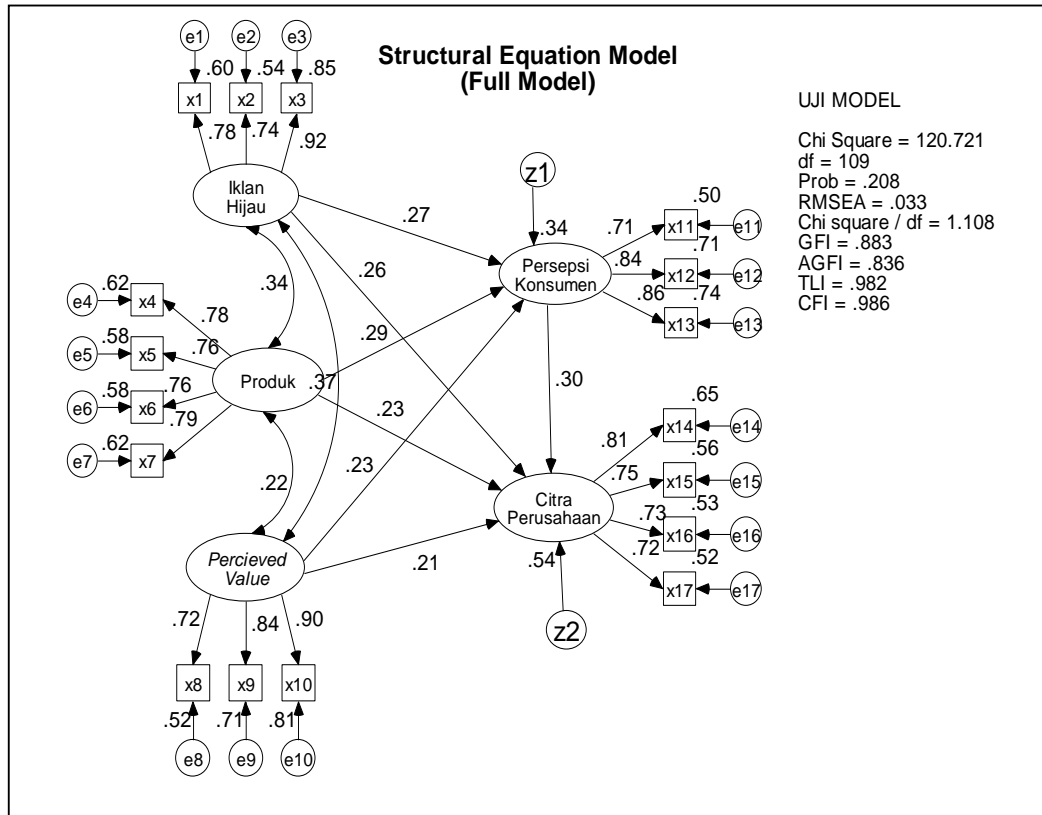 Structural Equation Model
(Full Model)
UJI MODEL
Chi Square = 120.721
df = 109
Prob = .208
RMSEA = .033
Chi square / df = 1.108
GFI = .883
AGFI = .836
TLI = .982
CFI = .986
e1
e2
e3
.60
.54
.85
x1
x2
x3
.78
.74
.92
Iklan
Hijau
z1
.27
.26
.34
Persepsi
Konsumen
.50
.71
x11
e11
.71
.84
x12
e12
.74
.86
x13
e13
.34
.37
.62
e4
x4
.78
.58
e5
x5
.76
.58
e6
x6
.76
.62
e7
x7
.79
Produk
.29
.23
.30
.22
.23
.21
Percieved
Value
Citra
Perusahaan
.54
z2
.65
.81
x14
e14
.56
.75
x15
e15
.53
.73
x16
e16
.52
.72
x17
e17
.72
.84
.90
x8
x9
x10
.52
.71
.81
e8
e9
e10